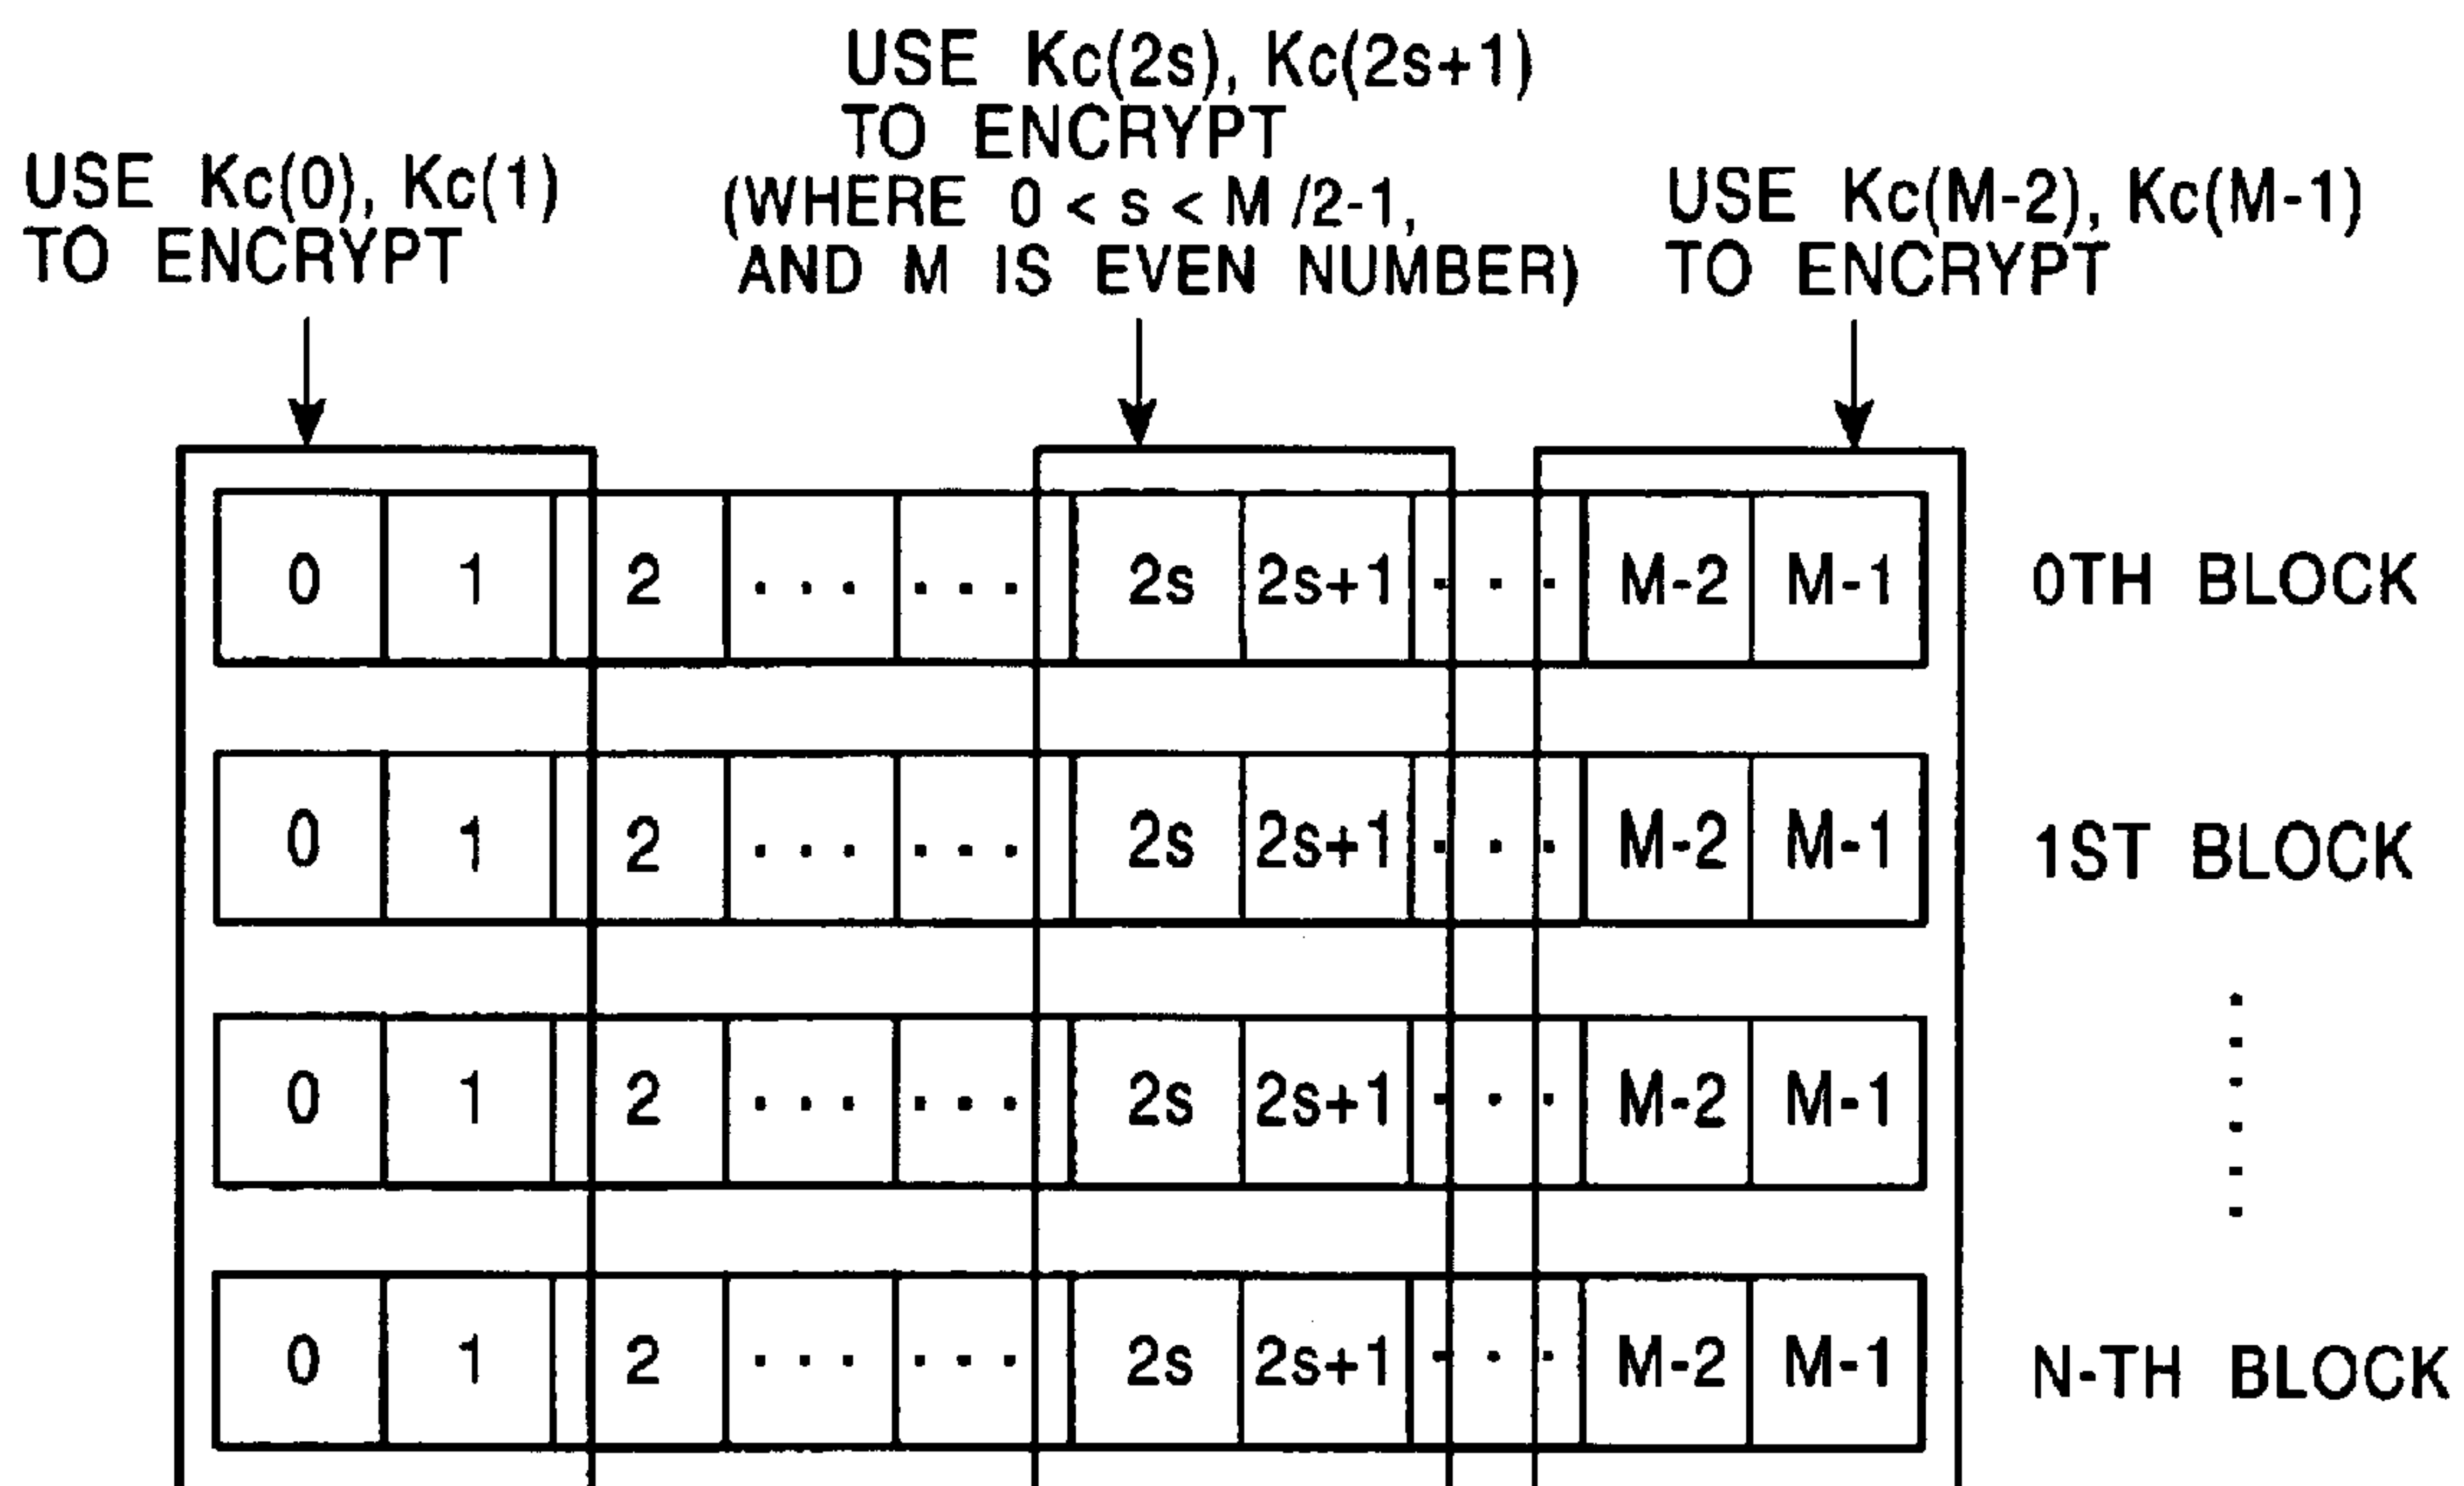 USE Kc(2s), Kc(2s+1)
TO ENCRYPT
(WHERE 0 < s < M/2-1,
AND M IS EVEN NUMBER)
USE Kc(0), Kc(1)
TO ENCRYPT
USE Kc(M-2), Kc(M-1)
TO ENCRYPT
0 1 2 ... ... 2s 2s+1 ... M-2 M-1 0TH BLOCK
0 1 2 ... ... 2s 2s+1 ... M-2 M-1 1ST BLOCK
0 1 2 ... ... 2s 2s+1 ... M-2 M-1
0 1 2 ... ... 2s 2s+1 ... M-2 M-1 N-TH BLOCK